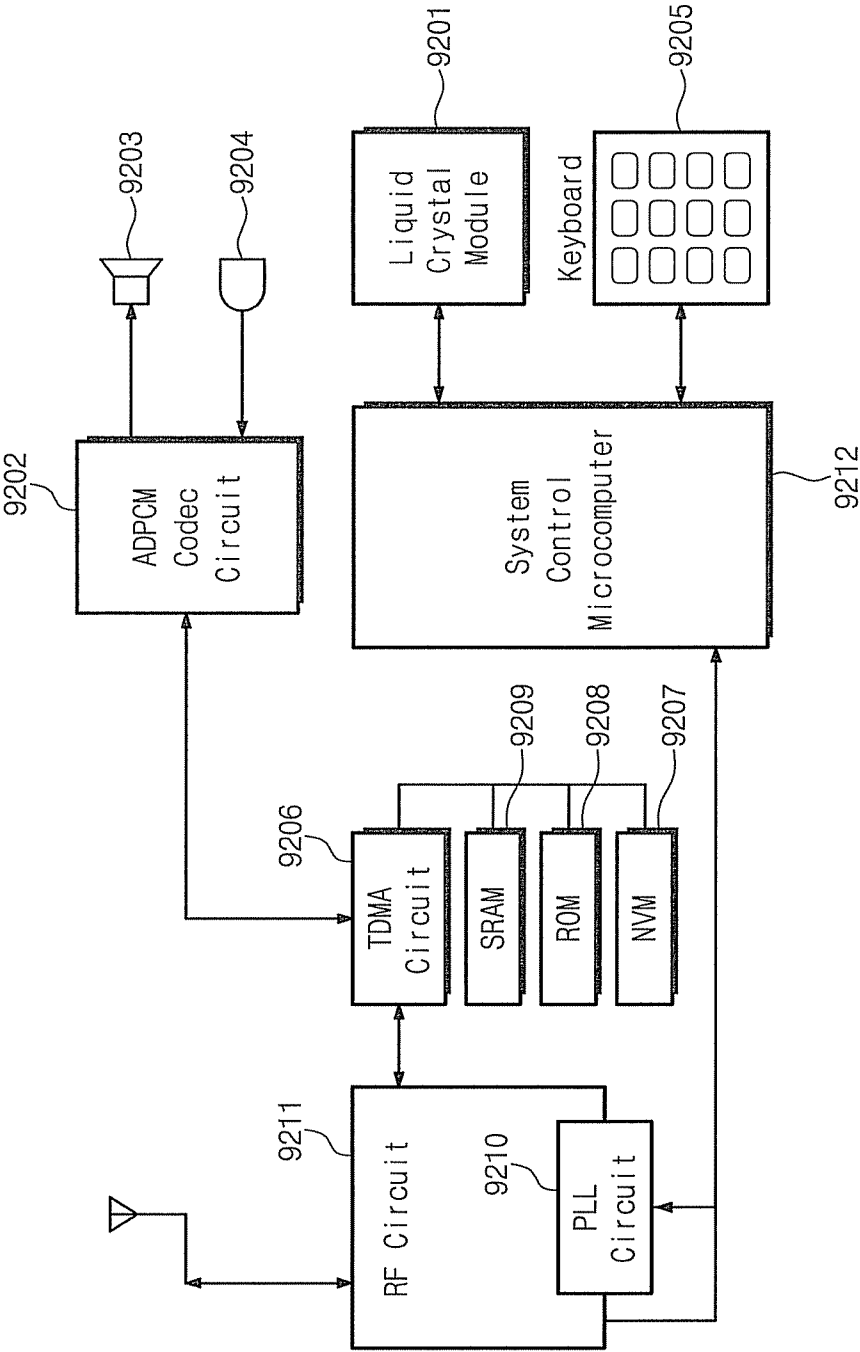 9202
ADPCM
Codec
Circuit
9203
9204
9201
Liquid
Crystal
Module
Keyboard
9205
System
Control
Microcomputer
9212
9206
TDMA
Circuit
SRAM
9209
ROM
9208
NVM
9207
9211
RF Circuit
9210
PLL
Circuit